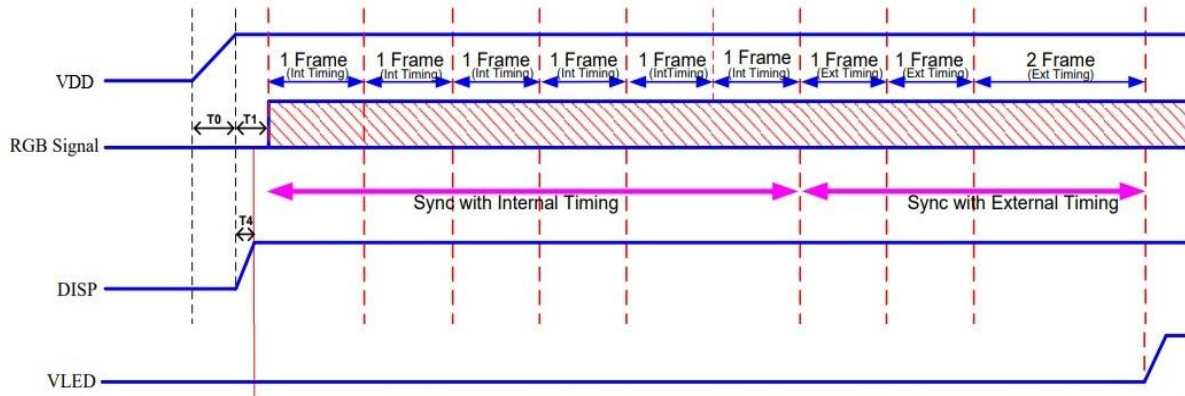 1 Frame 1 Frame 1 Frame 1 Frame 1 Frame 1 Frame 1 Frame 1 Frame 2 Frame
(Int Timing) (Int Timing) (Int Timing) (Int Timing) (IntTiming) (Int Timing) (Ext Timing) (Ext Timing) (Ext Timing)
VDD
T0 T1
RGB Signal
Sync with Internal Timing Sync with External Timing
T4
DISP
VLED